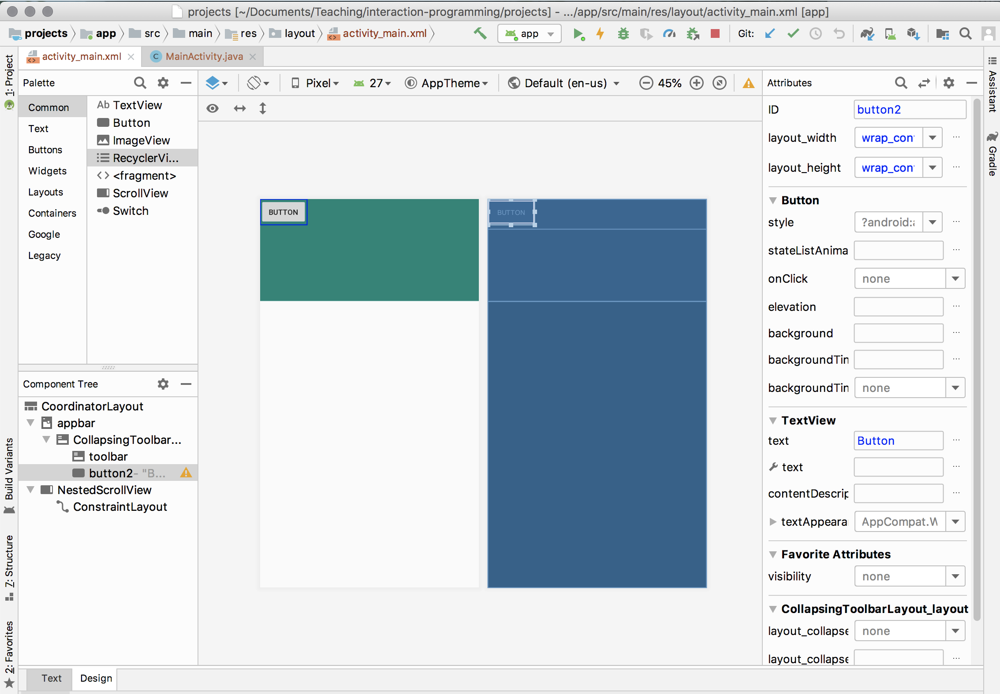 projects [~/Documents/Teaching/interaction-programming/projects] - .../app/src/main/res/layout/activity_main.xml [app]
projects app src main res layout activity_main.xml app Git:
activity_main.xml MainActivity.java
1: Project
Build Variants
7: Structure
2: Favorites
Palette
Common
Text
Buttons
Widgets
Layouts
Containers
Google
Legacy
Ab TextView
Button
ImageView
RecyclerVi...
<fragment>
ScrollView
Switch
Component Tree
CoordinatorLayout
appbar
CollapsingToolbar...
toolbar
button2- "B...
NestedScrollView
ConstraintLayout
Pixel 27 AppTheme Default (en-us) 45%
BUTTON
BUTTON
Attributes
ID button2
layout_width wrap_con
layout_height wrap_con
Button
style ?android:a
stateListAnima
onClick none
elevation
background
backgroundTin
backgroundTin none
TextView
text Button
text
contentDescrip
textAppeara AppCompat.W
Favorite Attributes
visibility none
CollapsingToolbarLayout_layout
layout_collapse none
layout_collapse
Assistant
Gradle
Text Design